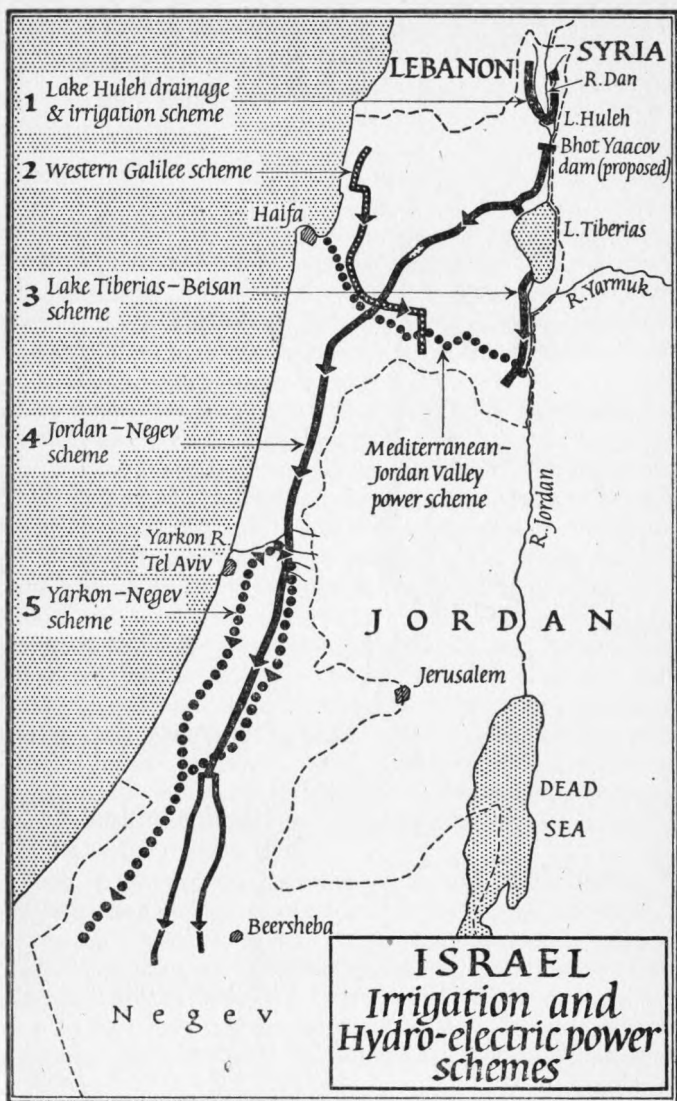 LEBANON
SYRIA
R. Dan
1 Lake Huleh drainage
& irrigation scheme
L. Huleh
Bhot Yaacov
dam (proposed)
2 Western Galilee scheme
Haifa
L. Tiberias
3 Lake Tiberias – Beisan
scheme
R. Yarmuk
4 Jordan – Negev
scheme
Mediterranean –
Jordan Valley
power scheme
R. Jordan
Yarkon R.
Tel Aviv
5 Yarkon – Negev
scheme
JORDAN
Jerusalem
DEAD
SEA
Beersheba
Negev
ISRAEL
Irrigation and
Hydro-electric power
schemes